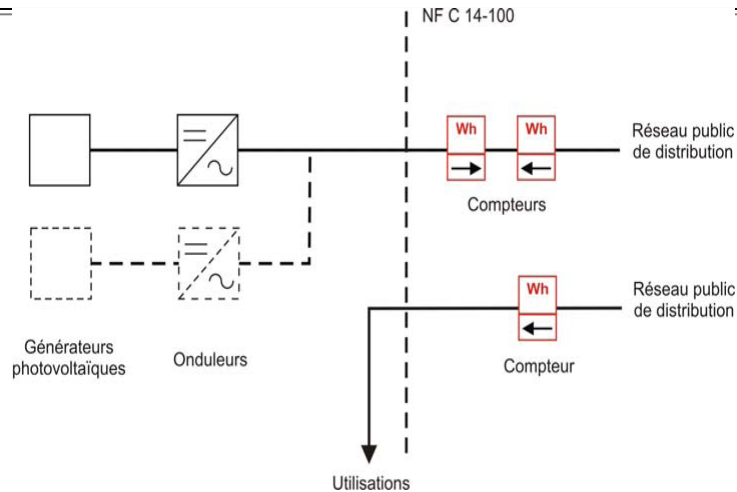 NF C 14-100
Wh
Wh
Réseau public
de distribution
Compteurs
Wh
Réseau public
de distribution
Générateurs
photovoltaïques
Onduleurs
Compteur
Utilisations